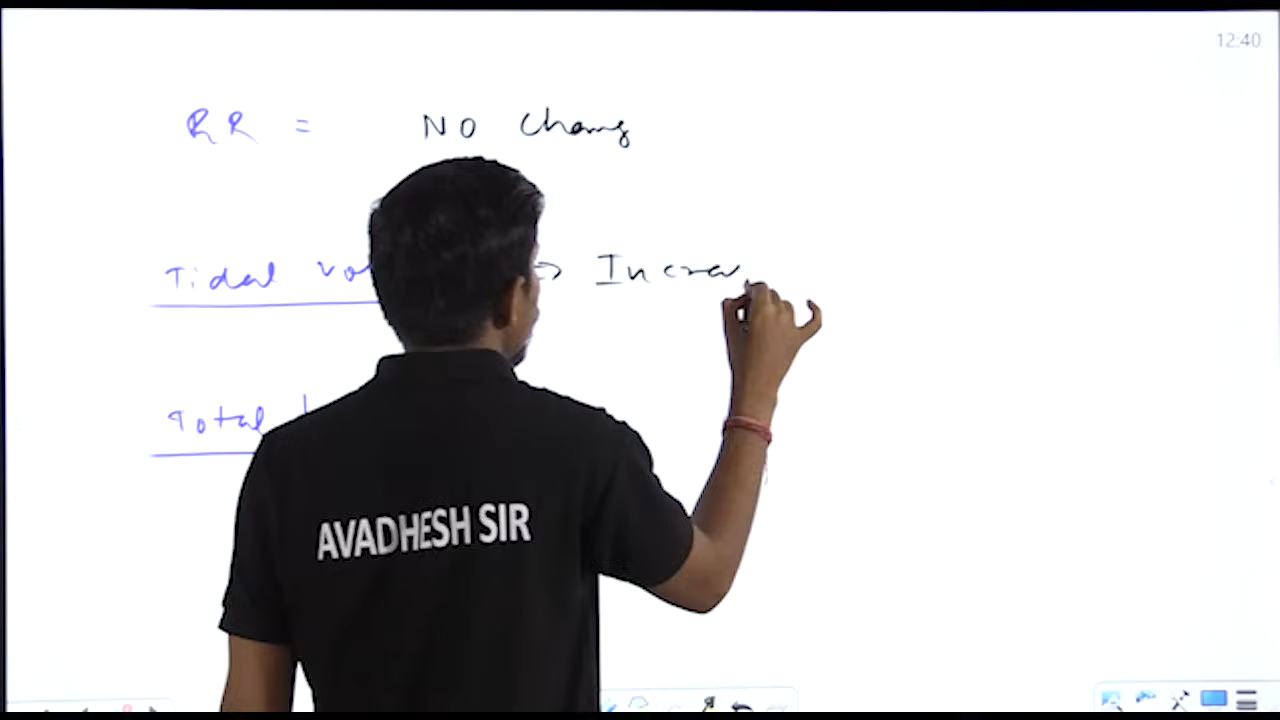 12:40
RR = NO Chang
Tidal vo → Increa
Total
AVADHESH SIR